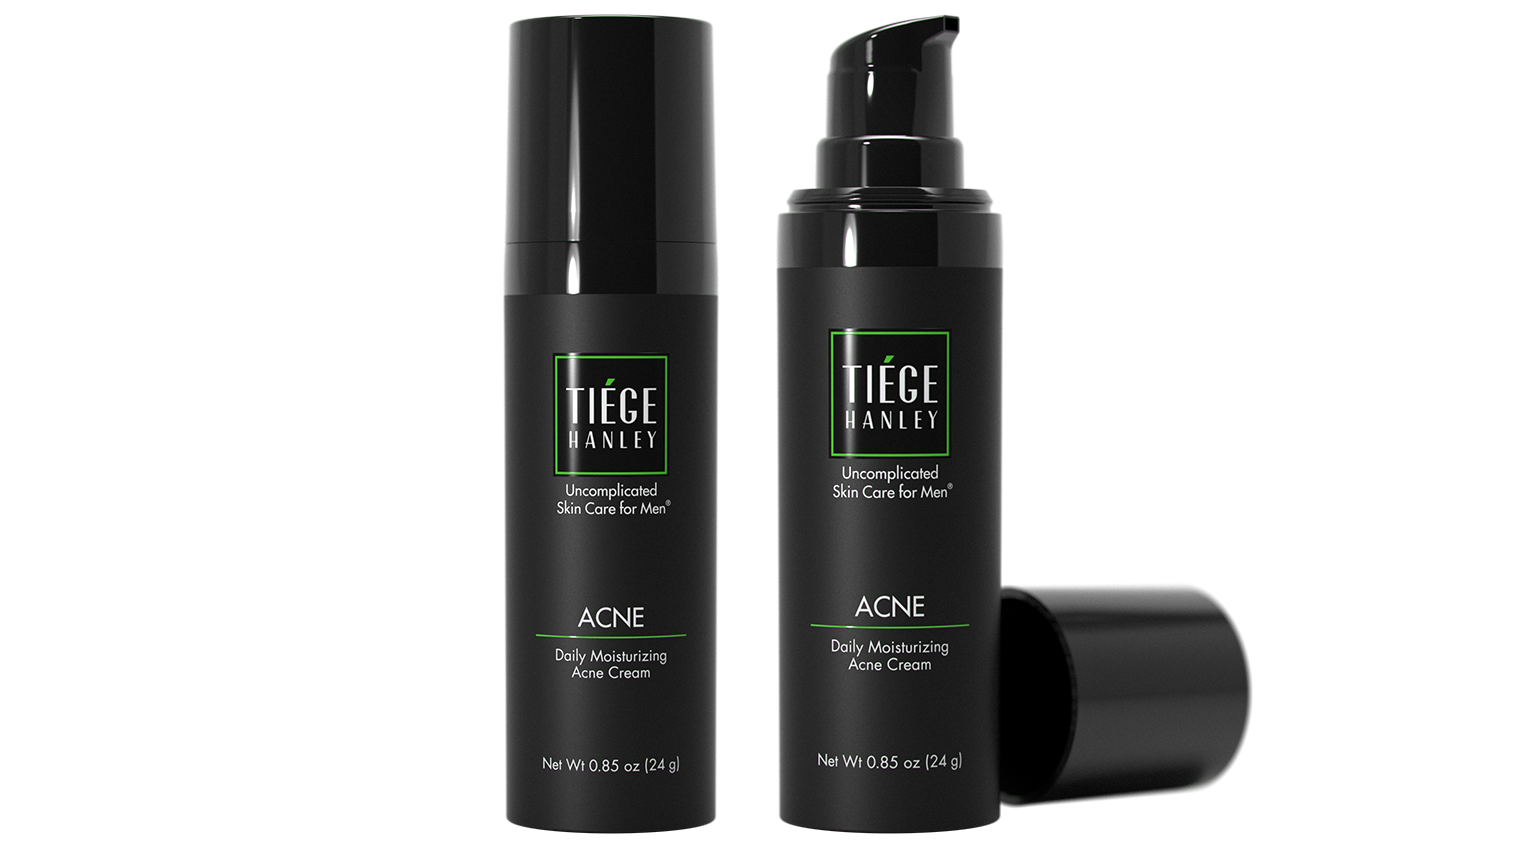 TIÉGE
HANLEY
Uncomplicated
Skin Care for Men®
ACNE
Daily Moisturizing
Acne Cream
Net Wt 0.85 oz (24 g)
TIÉGE
HANLEY
Uncomplicated
Skin Care for Men®
ACNE
Daily Moisturizing
Acne Cream
Net Wt 0.85 oz (24 g)